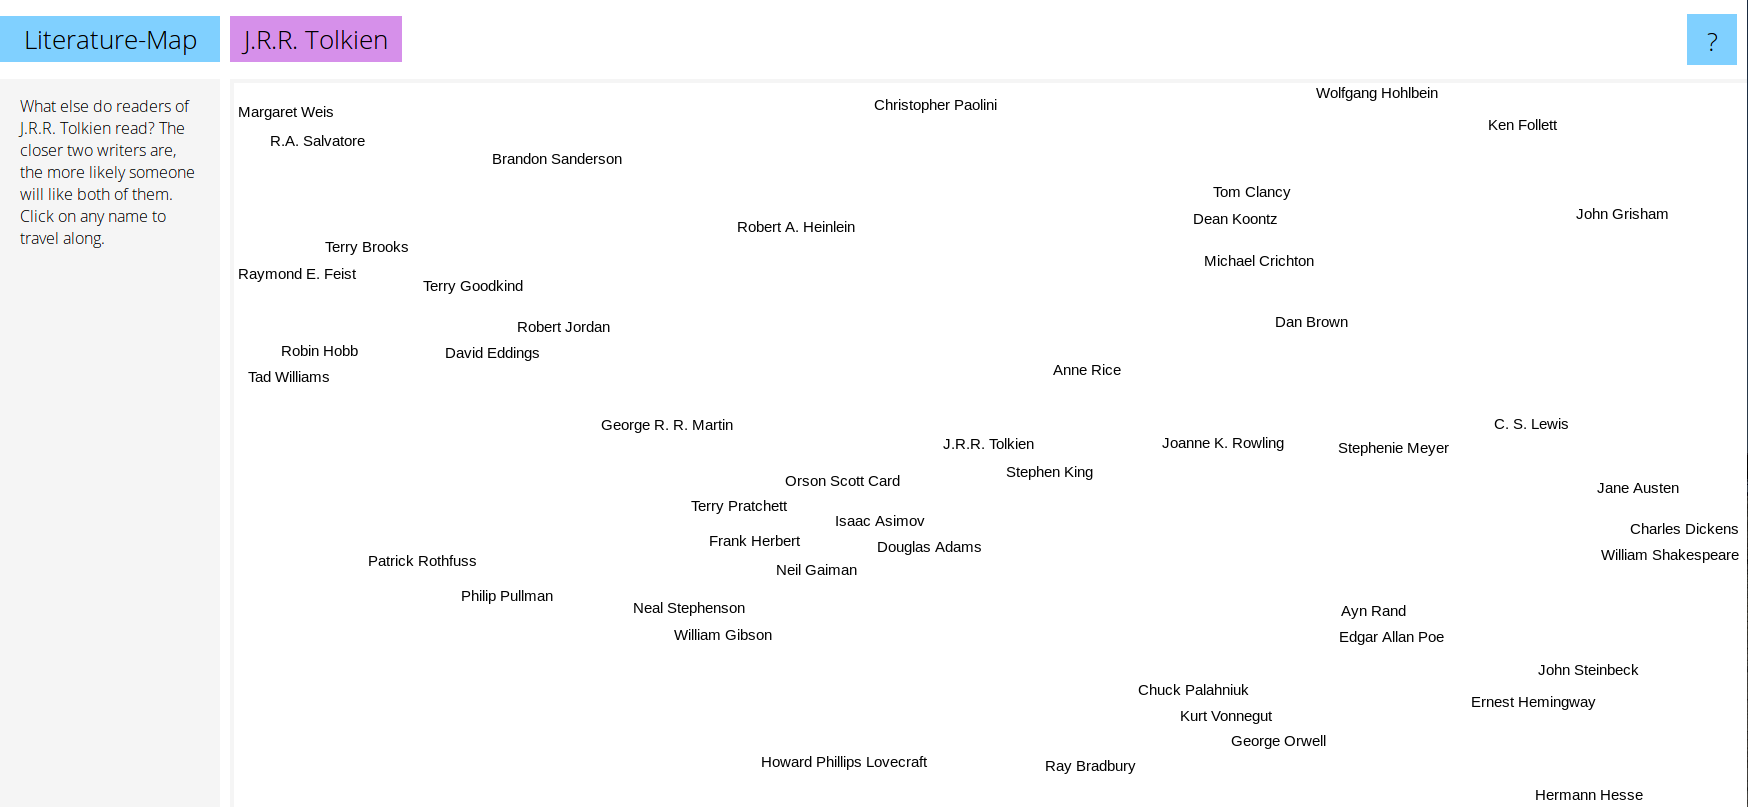 Literature-Map
J.R.R. Tolkien
?
What else do readers of
J.R.R. Tolkien read? The
closer two writers are,
the more likely someone
will like both of them.
Click on any name to
travel along.
Wolfgang Hohlbein
Christopher Paolini
Margaret Weis
Ken Follett
R.A. Salvatore
Brandon Sanderson
Tom Clancy
John Grisham
Dean Koontz
Robert A. Heinlein
Terry Brooks
Michael Crichton
Raymond E. Feist
Terry Goodkind
Dan Brown
Robert Jordan
Robin Hobb
David Eddings
Anne Rice
Tad Williams
C. S. Lewis
George R. R. Martin
Joanne K. Rowling
J.R.R. Tolkien
Stephenie Meyer
Stephen King
Orson Scott Card
Jane Austen
Terry Pratchett
Isaac Asimov
Charles Dickens
Frank Herbert
Douglas Adams
William Shakespeare
Patrick Rothfuss
Neil Gaiman
Philip Pullman
Neal Stephenson
Ayn Rand
William Gibson
Edgar Allan Poe
John Steinbeck
Chuck Palahniuk
Ernest Hemingway
Kurt Vonnegut
George Orwell
Howard Phillips Lovecraft
Ray Bradbury
Hermann Hesse